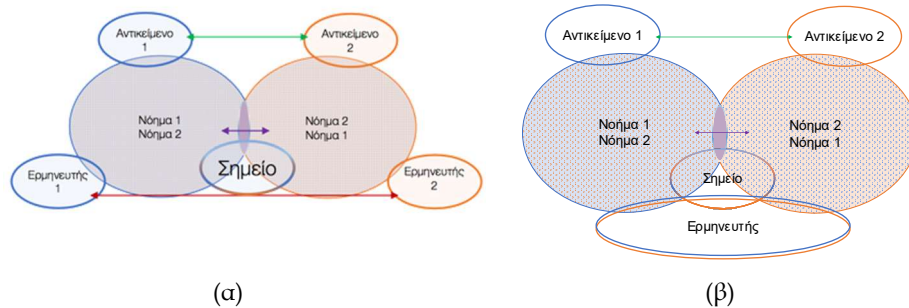 Αντικείμενο
1
Αντικείμενο
2
Νόημα 1
Νόημα 2
Νόημα 2
Νόημα 1
Σημείο
Ερμηνευτής
1
Ερμηνευτής
2
(α)
Αντικείμενο 1
Αντικείμενο 2
Νοήμα 1
Νόημα 2
Νόημα 2
Νόημα 1
Σημείο
Ερμηνευτής
(β)